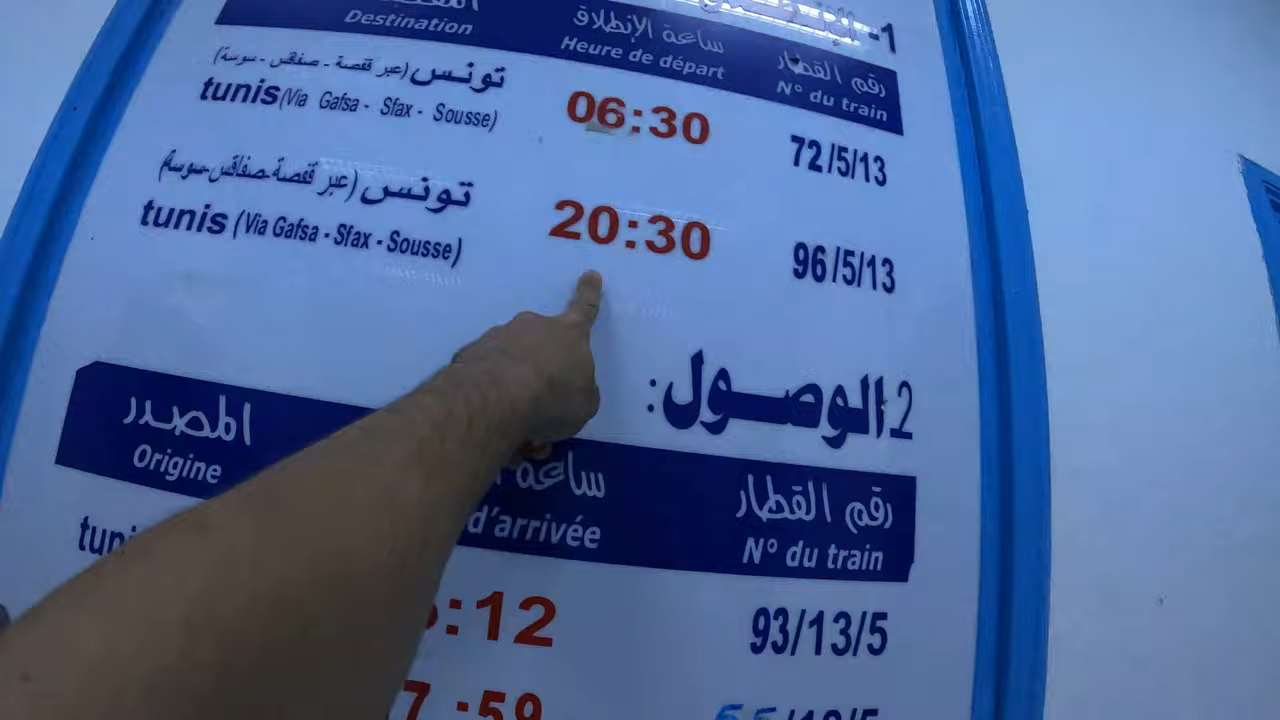 1- الإنطلاق
ساعة الإنطلاق
رقم القطار
Destination
Heure de départ
N° du train
تونس (عبر قفصة - صفاقس - سوسة)
tunis (Via Gafsa - Sfax - Sousse)
06:30
72/5/13
تونس (عبر قفصة-صفاقس-سوسة)
tunis (Via Gafsa - Sfax - Sousse)
20:30
96/5/13
2.الوصول:
المصدر
ساعة
رقم القطار
Origine
d'arrivée
N° du train
:12
93/13/5
7:59